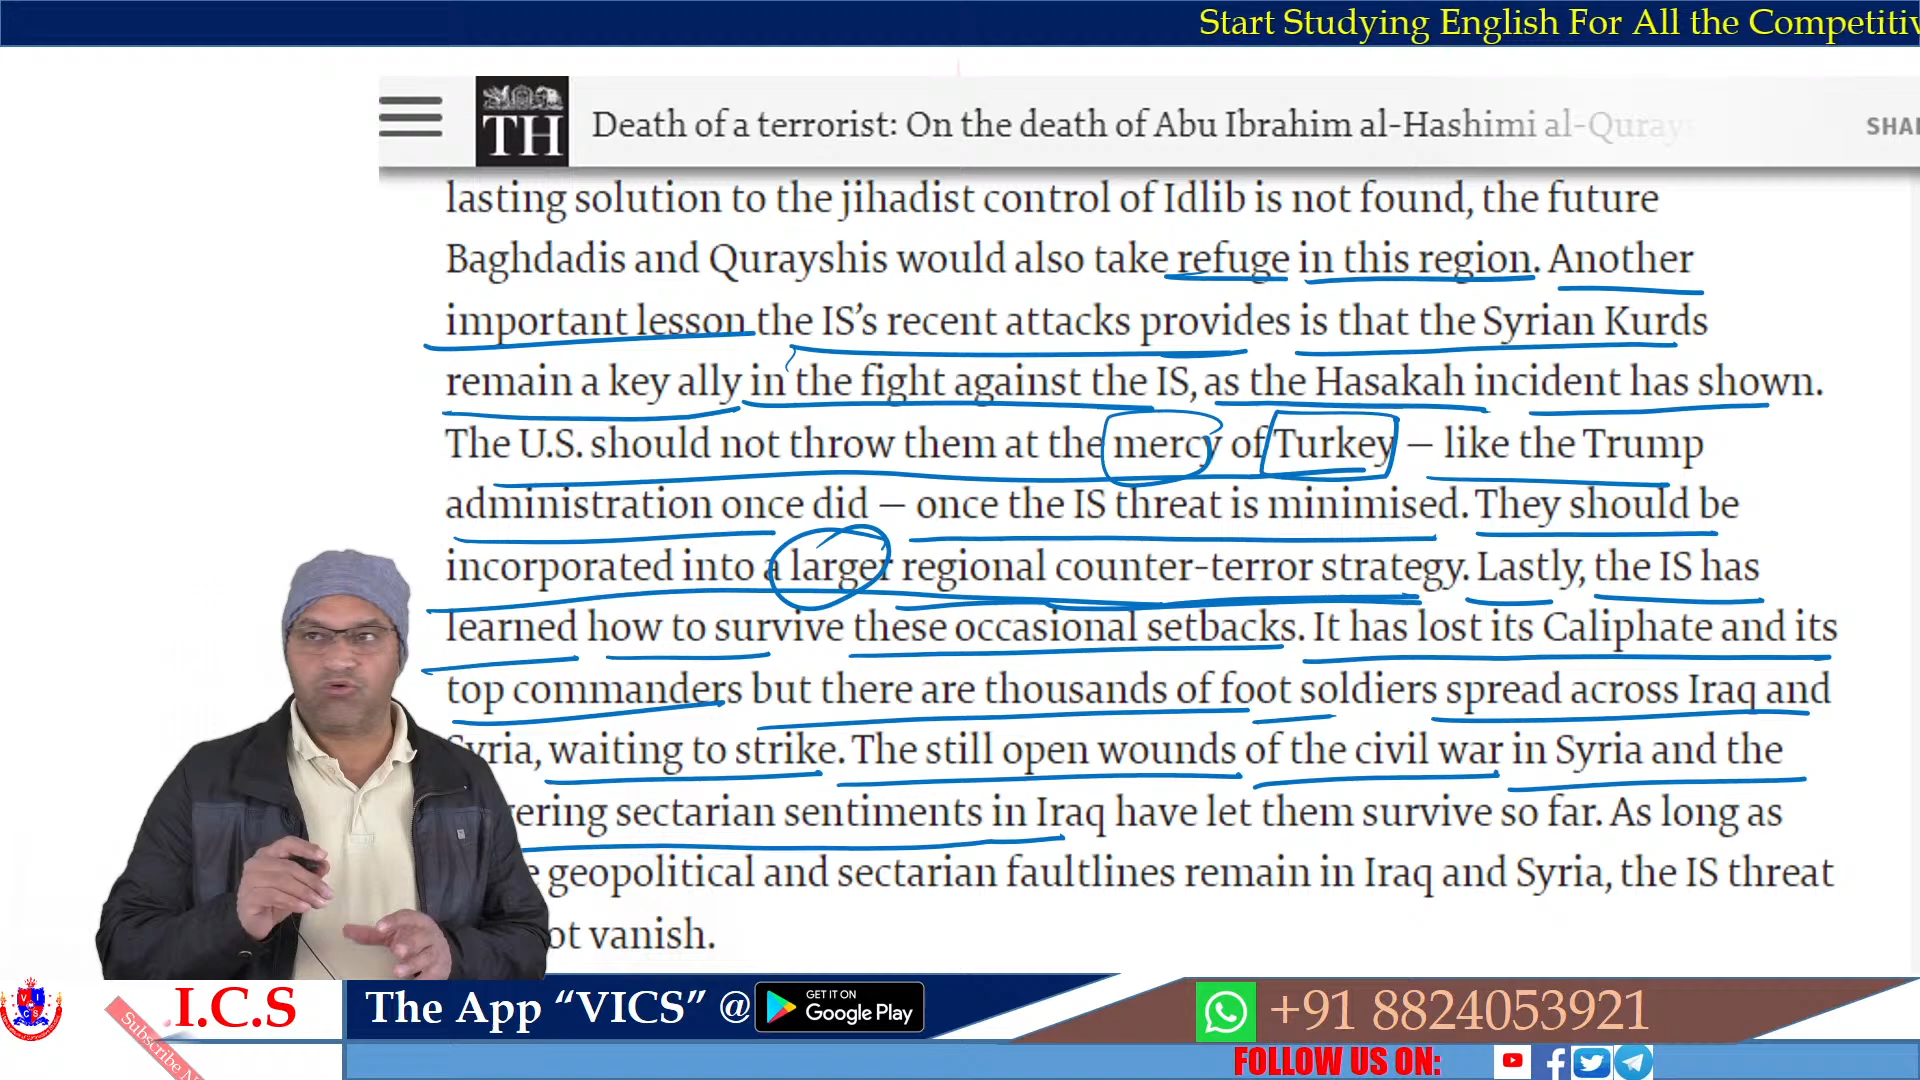 Start Studying English For All the Competitiv
TH
Death of a terrorist: On the death of Abu Ibrahim al-Hashimi al-Quray
SHA
lasting solution to the jihadist control of Idlib is not found, the future
Baghdadis and Qurayshis would also take refuge in this region. Another
important lesson the IS’s recent attacks provides is that the Syrian Kurds
remain a key ally in the fight against the IS, as the Hasakah incident has shown.
The U.S. should not throw them at the mercy of Turkey – like the Trump
administration once did – once the IS threat is minimised. They should be
incorporated into a larger regional counter-terror strategy. Lastly, the IS has
learned how to survive these occasional setbacks. It has lost its Caliphate and its
top commanders but there are thousands of foot soldiers spread across Iraq and
Syria, waiting to strike. The still open wounds of the civil war in Syria and the
ering sectarian sentiments in Iraq have let them survive so far. As long as
e geopolitical and sectarian faultlines remain in Iraq and Syria, the IS threat
ot vanish.
I.C.S
Subscribe N
The App “VICS” @
GET IT ON
Google Play
+91 8824053921
FOLLOW US ON: